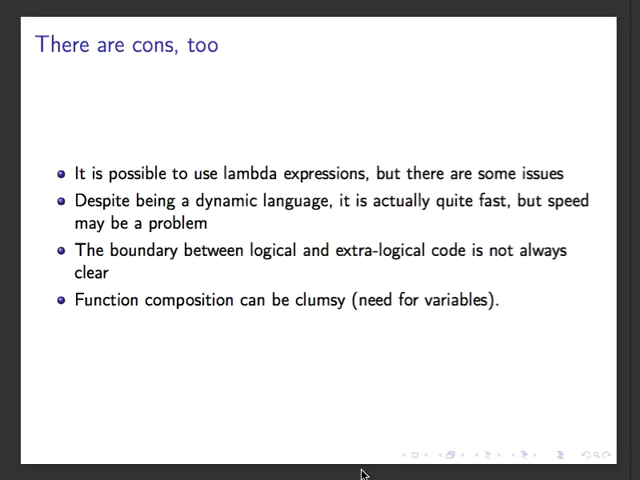 There are cons, too
It is possible to use lambda expressions, but there are some issues
Despite being a dynamic language, it is actually quite fast, but speed
may be a problem
The boundary between logical and extra-logical code is not always
clear
Function composition can be clumsy (need for variables).